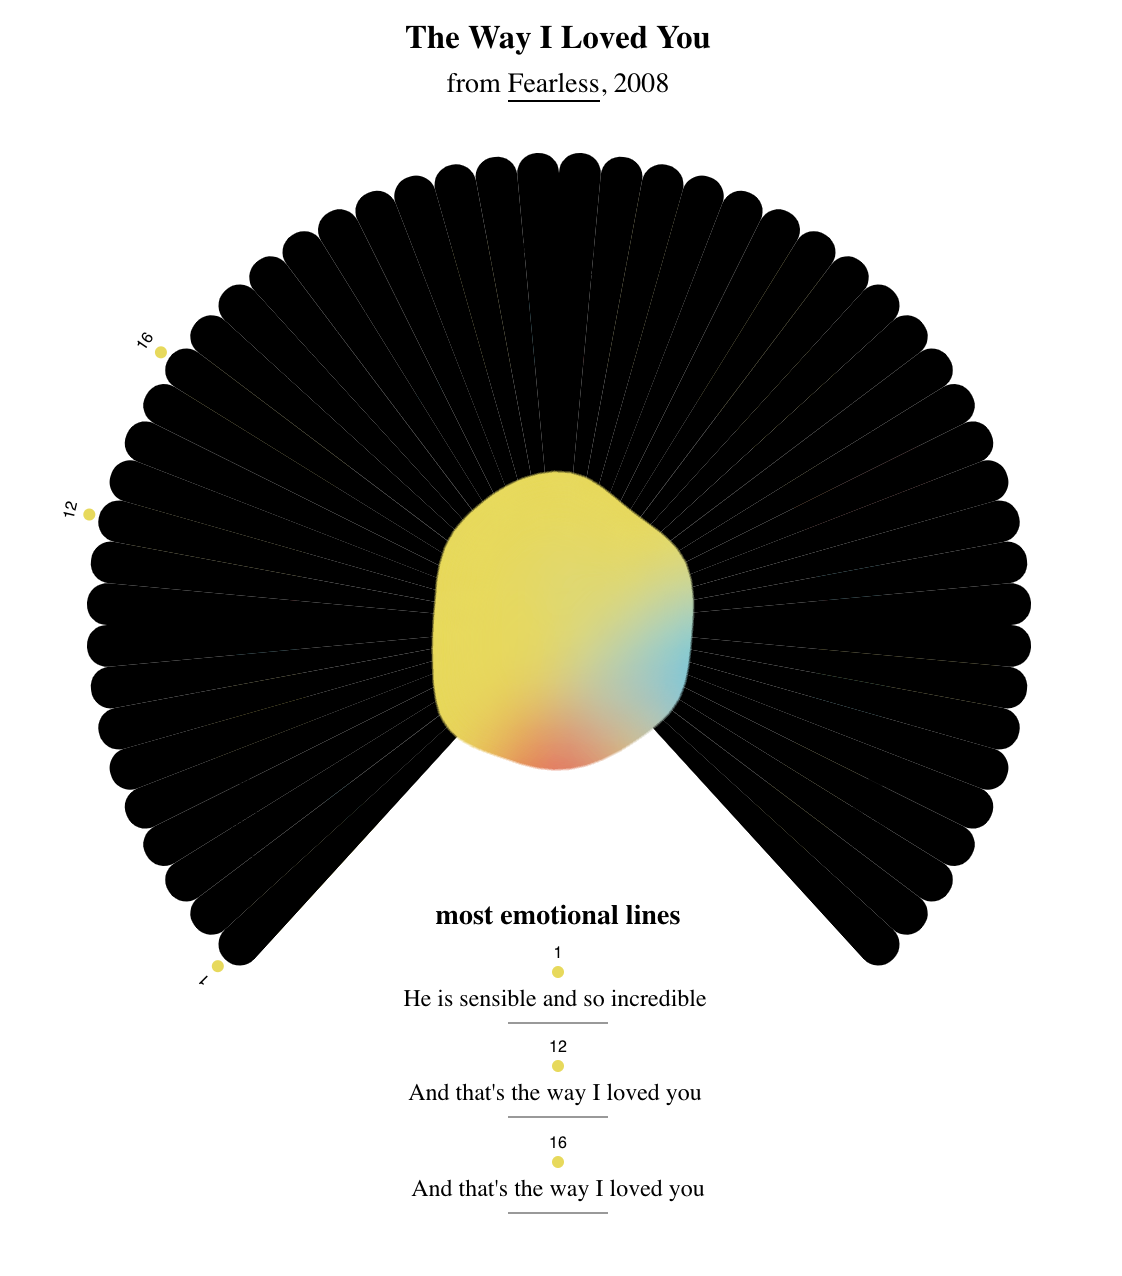 The Way I Loved You
from Fearless, 2008
16
12
1
most emotional lines
1
He is sensible and so incredible
12
And that's the way I loved you
16
And that's the way I loved you